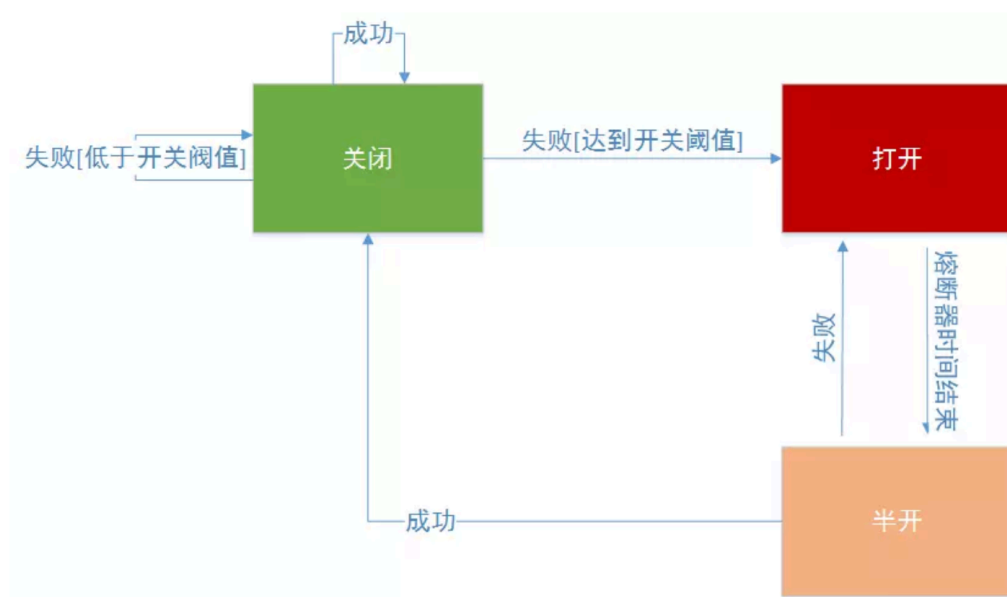 成功
失败[低于开关阀值]
关闭
失败[达到开关阈值]
打开
失败
熔断器时间结束
成功
半开